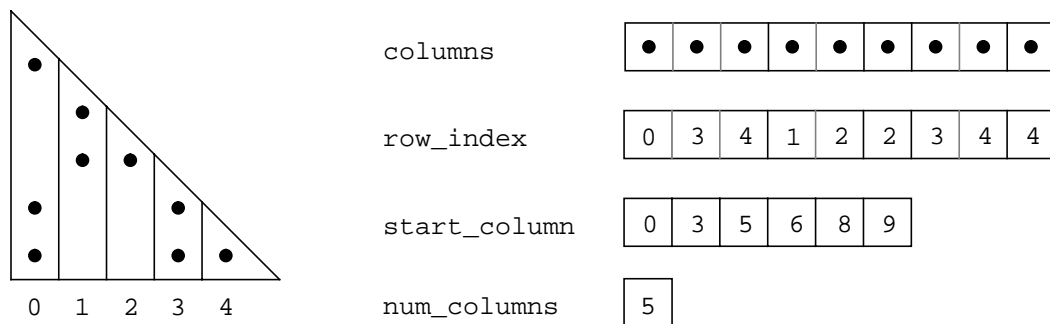 columns
row_index 0 3 4 1 2 2 3 4 4
start_column 0 3 5 6 8 9
num_columns 5
0 1 2 3 4